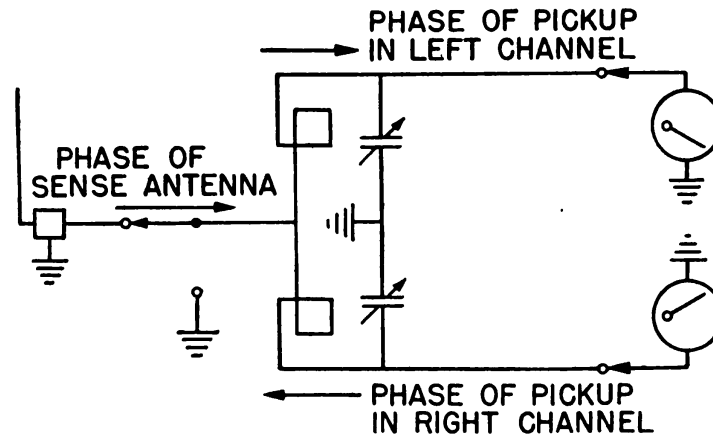 PHASE OF PICKUP
IN LEFT CHANNEL
PHASE OF
SENSE ANTENNA
PHASE OF PICKUP
IN RIGHT CHANNEL